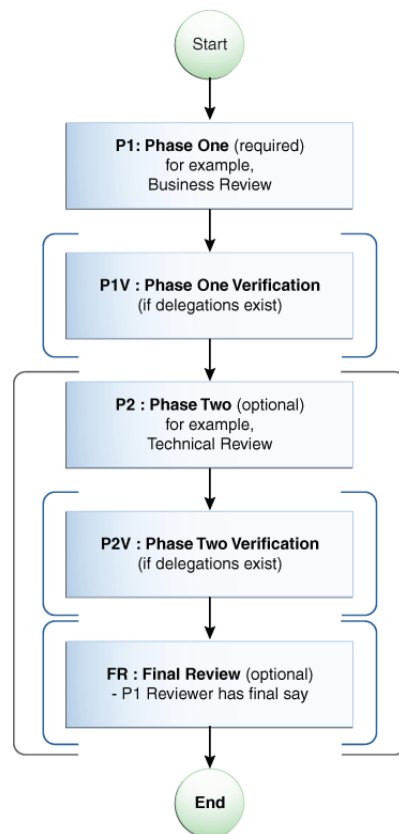 Start
P1: Phase One (required)
for example,
Business Review
P1V : Phase One Verification
(if delegations exist)
P2 : Phase Two (optional)
for example,
Technical Review
P2V : Phase Two Verification
(if delegations exist)
FR : Final Review (optional)
- P1 Reviewer has final say
End